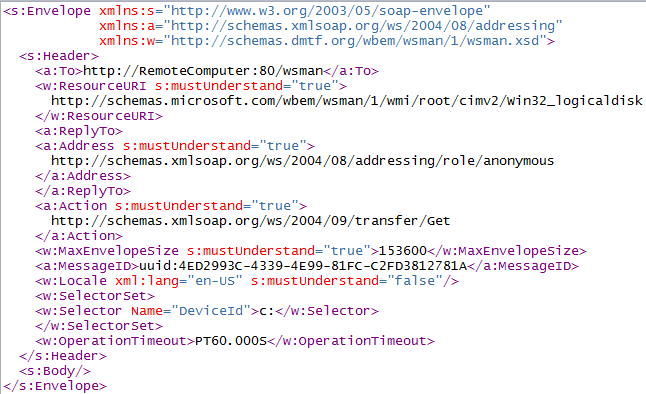 <s:Envelope xmlns:s="http://www.w3.org/2003/05/soap-envelope"
xmlns:a="http://schemas.xmlsoap.org/ws/2004/08/addressing"
xmlns:w="http://schemas.dmtf.org/wbem/wsman/1/wsman.xsd">
<s:Header>
<a:To>http://RemoteComputer:80/wsman</a:To>
<w:ResourceURI s:mustUnderstand="true">
http://schemas.microsoft.com/wbem/wsman/1/wmi/root/cimv2/Win32_logicaldisk
</w:ResourceURI>
<a:ReplyTo>
<a:Address s:mustUnderstand="true">
http://schemas.xmlsoap.org/ws/2004/08/addressing/role/anonymous
</a:Address>
</a:ReplyTo>
<a:Action s:mustUnderstand="true">
http://schemas.xmlsoap.org/ws/2004/09/transfer/Get
</a:Action>
<w:MaxEnvelopeSize s:mustUnderstand="true">153600</w:MaxEnvelopeSize>
<a:MessageID>uuid:4ED2993C-4339-4E99-81FC-C2FD3812781A</a:MessageID>
<w:Locale xml:lang="en-US" s:mustUnderstand="false"/>
<w:SelectorSet>
<w:Selector Name="DeviceId">c:</w:Selector>
</w:SelectorSet>
<w:OperationTimeout>PT60.000S</w:OperationTimeout>
</s:Header>
<s:Body/>
</s:Envelope>